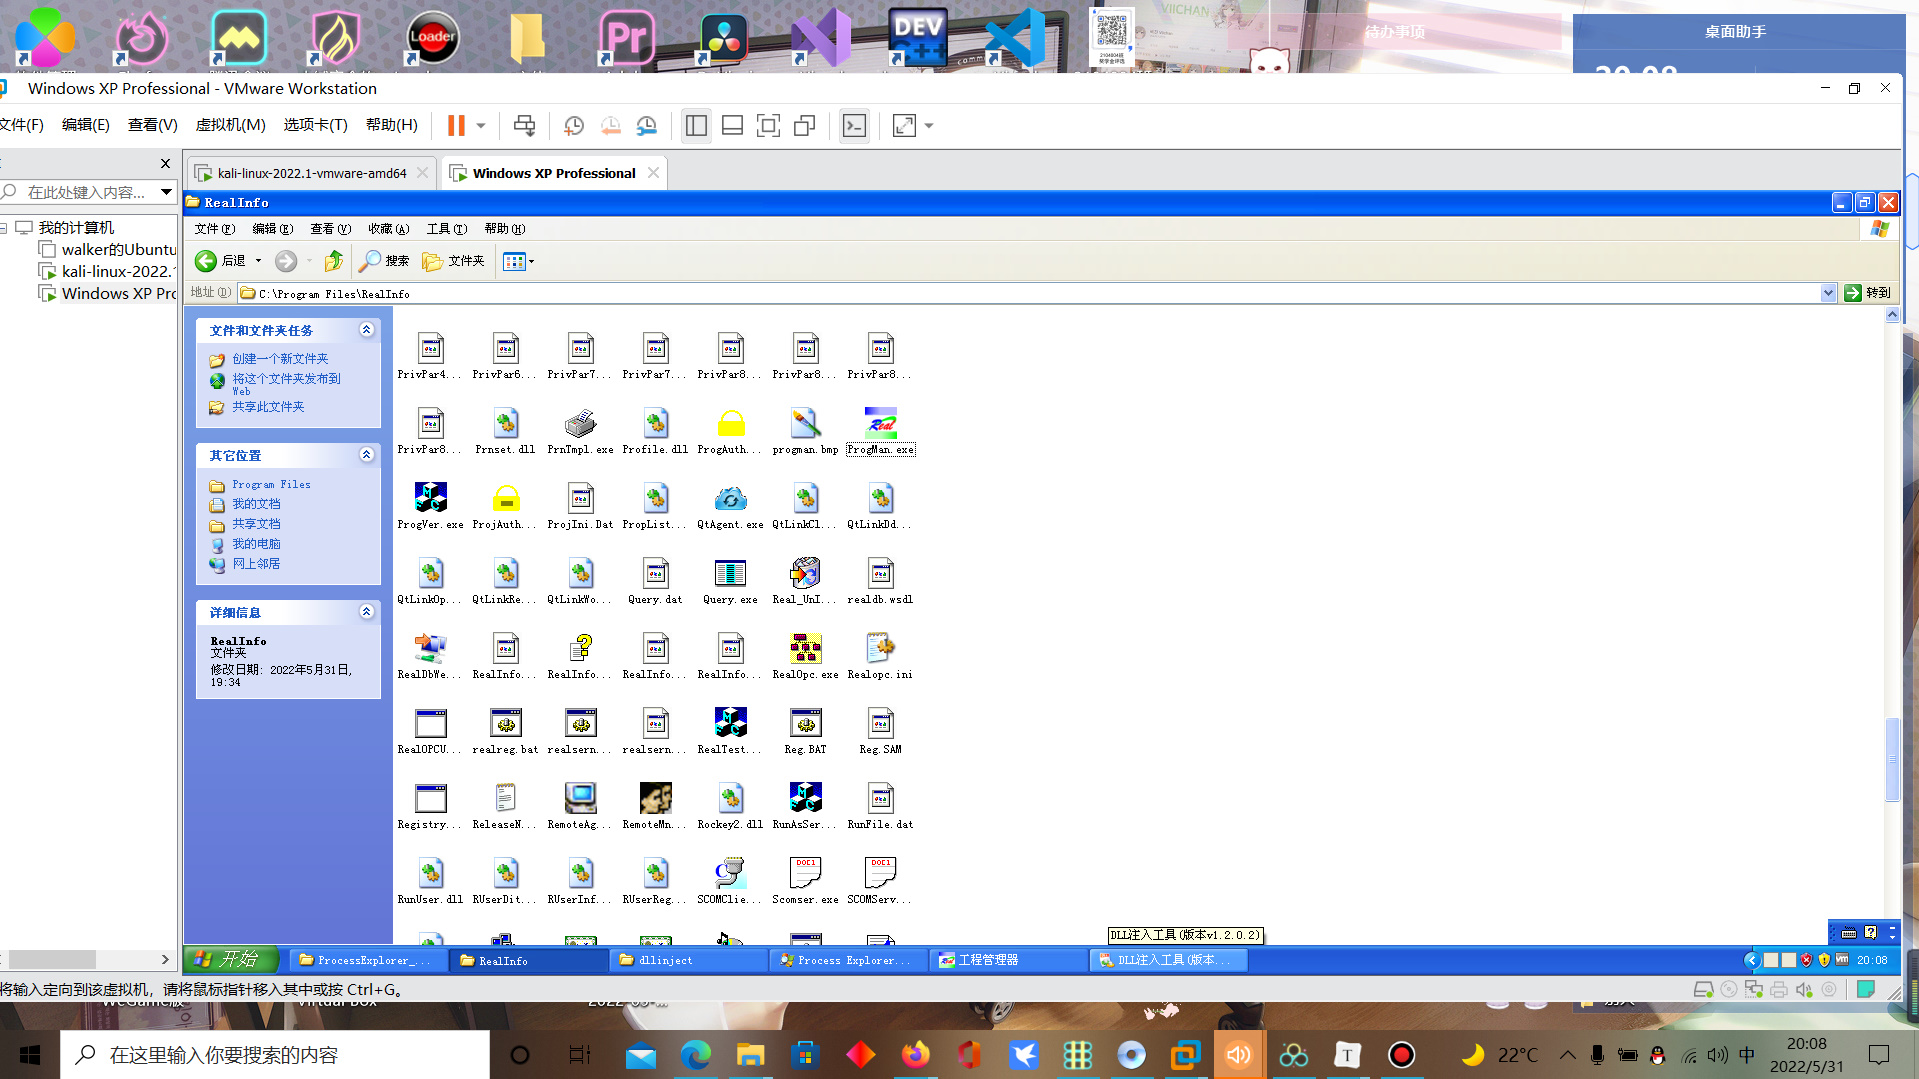 Loader
Pr
DEV
C++
待办事项
桌面助手
20:08
Windows XP Professional - VMware Workstation
文件(F)
编辑(E)
查看(V)
虚拟机(M)
选项卡(T)
帮助(H)
在此处键入内容...
kali-linux-2022.1-vmware-amd64
Windows XP Professional
我的计算机
walker的Ubuntu
kali-linux-2022.1
Windows XP Pro
RealInfo
文件(F)
编辑(E)
查看(V)
收藏(A)
工具(T)
帮助(H)
后退
搜索
文件夹
地址(D)
C:\Program Files\RealInfo
转到
文件和文件夹任务
创建一个新文件夹
将这个文件夹发布到
Web
共享此文件夹
其它位置
Program Files
我的文档
共享文档
我的电脑
网上邻居
详细信息
RealInfo
文件夹
修改日期: 2022年5月31日,
19:34
PrivPar4... PrivPar6... PrivPar7... PrivPar7... PrivPar8... PrivPar8... PrivPar8...
PrivPar8... Prnset.dll PrnTmpl.exe Profile.dll ProgAuth... progman.bmp ProgMan.exe
ProgVer.exe ProjAuth... ProjIni.Dat PropList... QtAgent.exe QtLinkCl... QtLinkDd...
QtLinkOp... QtLinkRe... QtLinkWo... Query.dat Query.exe Real_UnI... realdb.wsdl
RealDbWe... RealInfo... RealInfo... RealInfo... RealInfo... RealOpc.exe Realopc.ini
RealOPCU... realreg.bat realsern... realsern... RealTest... Reg.BAT Reg.SAM
Registry... ReleaseN... RemoteAg... RemoteMn... Rockey2.dll RunAsSer... RunFile.dat
RunUser.dll RUserDit... RUserInf... RUserReg... SCOMClie... Scomser.exe SCOMServ...
DLL注入工具(版本v1.2.0.2)
开始
ProcessExplorer_...
RealInfo
dllinject
Process Explorer...
工程管理器
DLL注入工具(版本...
20:08
将输入定向到该虚拟机，请将鼠标指针移入其中或按 Ctrl+G。
在这里输入你要搜索的内容
22°C
中
20:08
2022/5/31